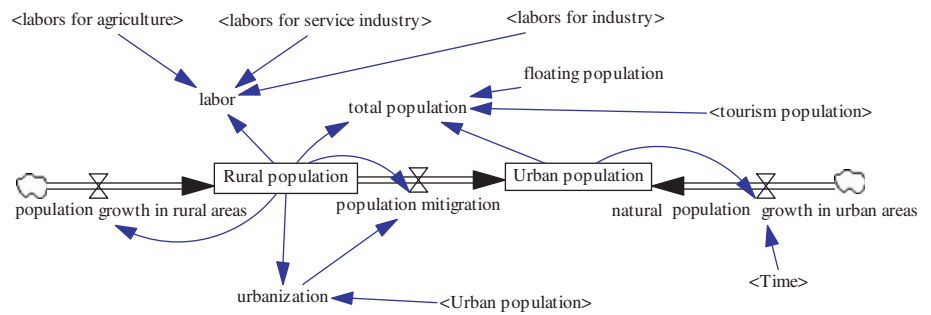 <labors for agriculture>
<labors for service industry>
<labors for industry>
floating population
labor
total population
<tourism population>
Rural population
Urban population
population growth in rural areas
population mitigration
natural population growth in urban areas
<Time>
urbanization
<Urban population>